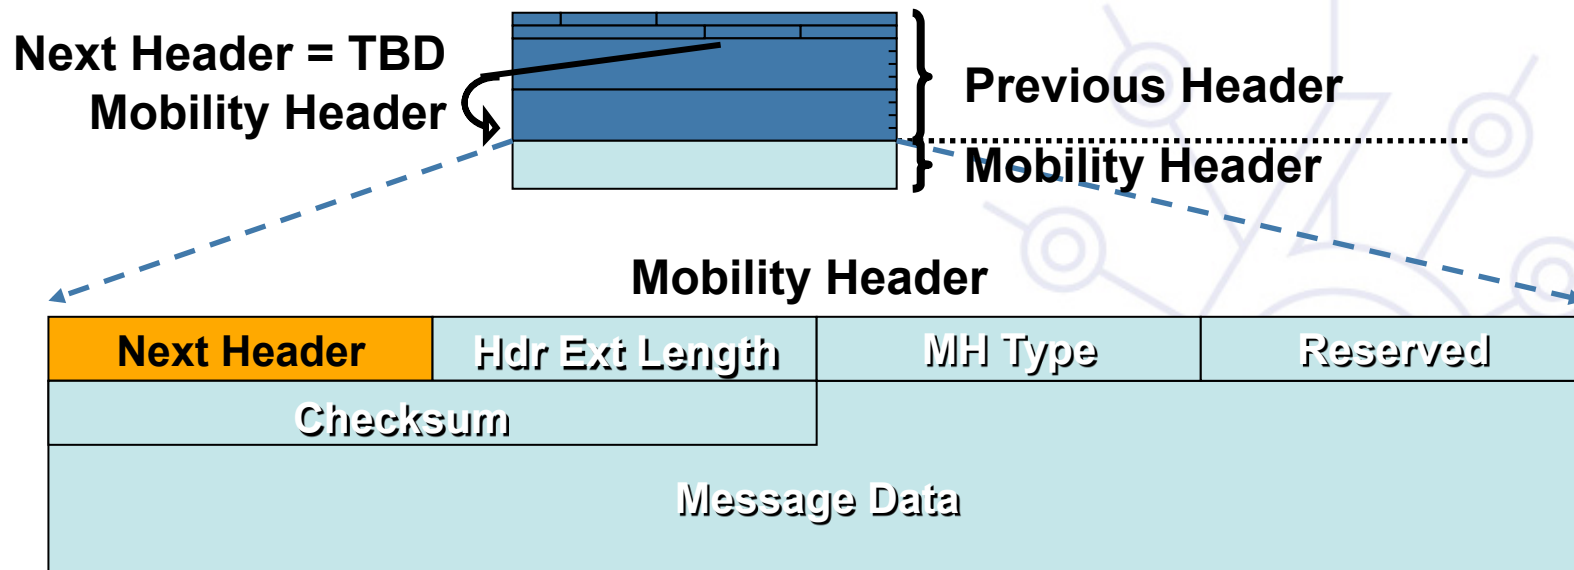 Next Header = TBD
Mobility Header
Previous Header
Mobility Header
Mobility Header
Next Header
Hdr Ext Length
MH Type
Reserved
Checksum
Message Data